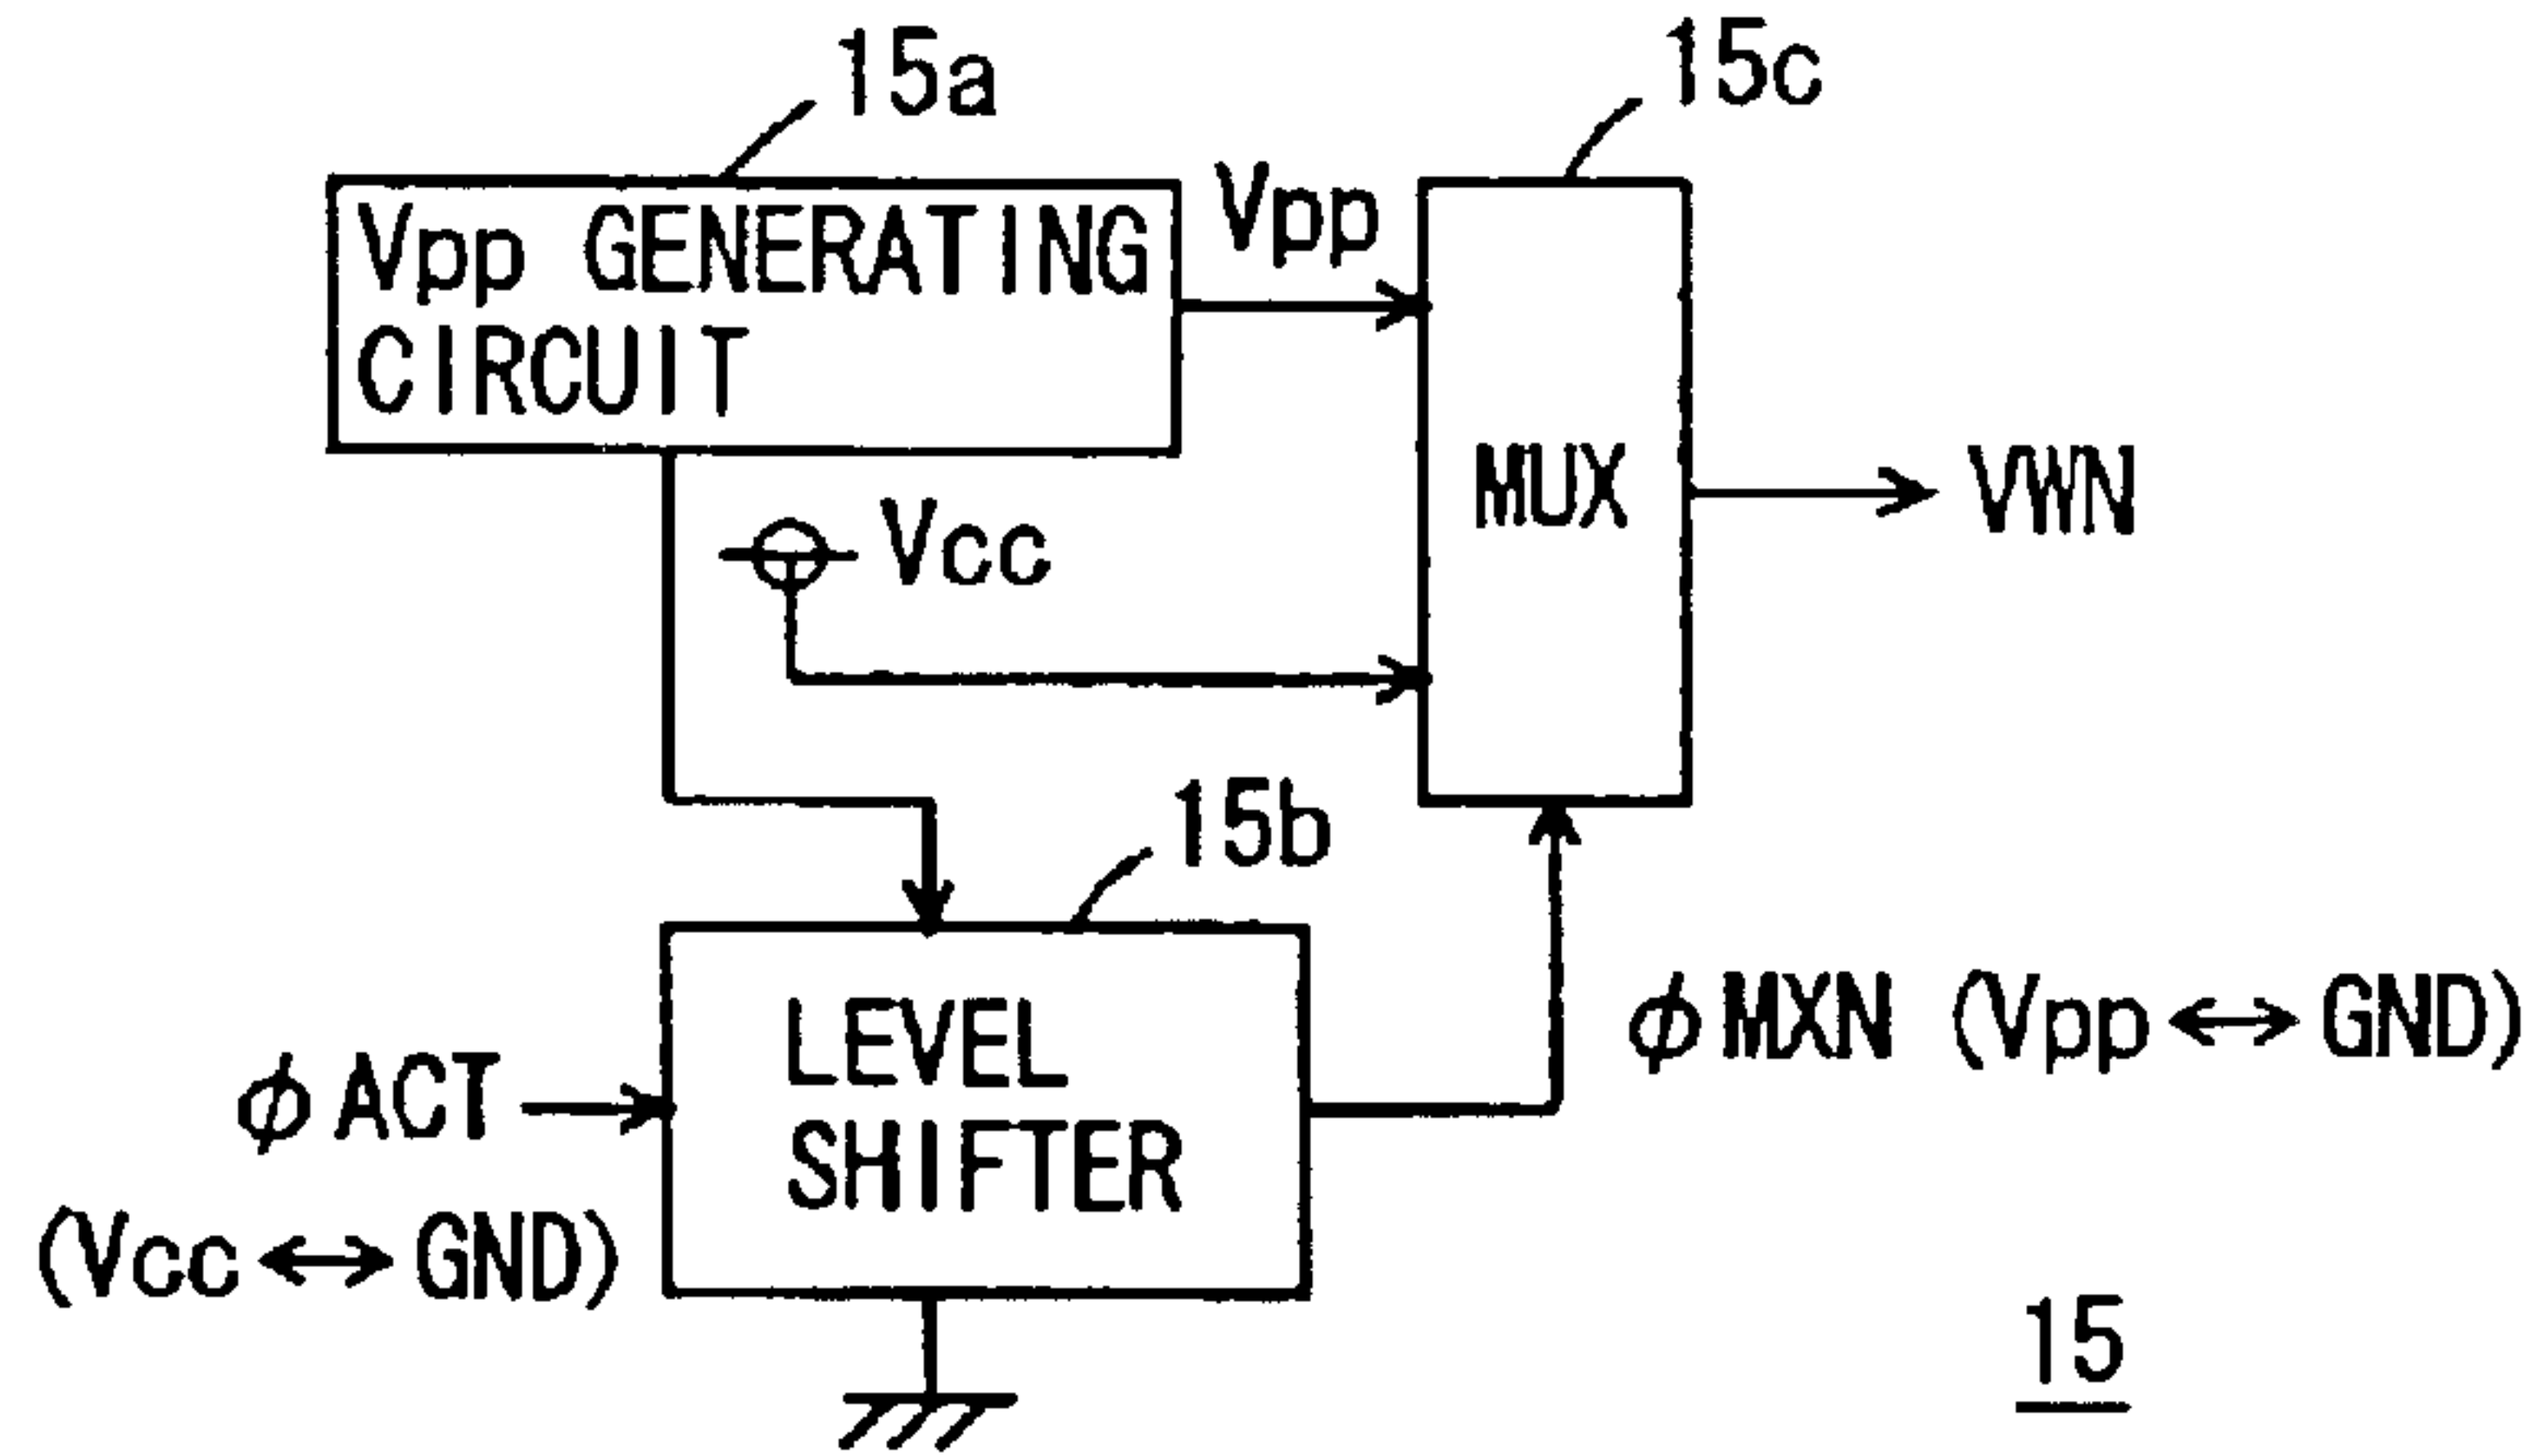 15a
15c
Vpp GENERATING
CIRCUIT
Vpp
MUX
VWN
Vcc
15b
LEVEL
SHIFTER
φACT
(Vcc↔GND)
φMXN (Vpp↔GND)
15